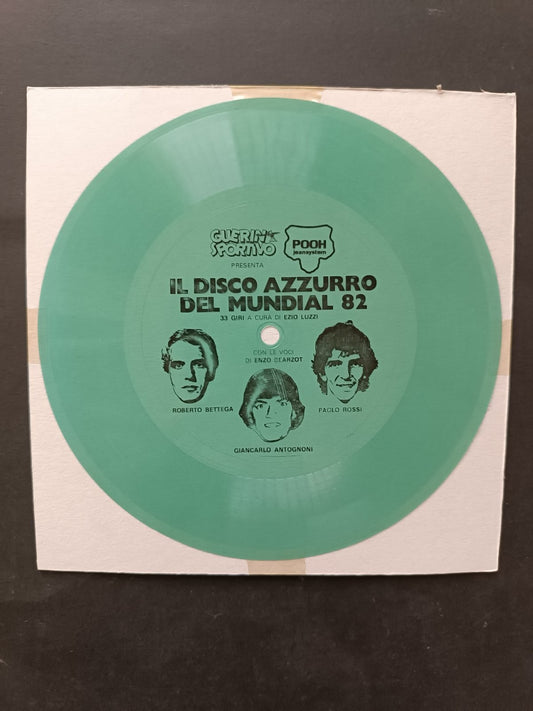 GUERIN
SPORTIVO
POOH
jeansystem
PRESENTA
IL DISCO AZZURRO
DEL MUNDIAL 82
33 GIRI A CURA DI EZIO LUZZI
CON LE VOCI
DI ENZO BEARZOT
ROBERTO BETTEGA
PAOLO ROSSI
GIANCARLO ANTOGNONI